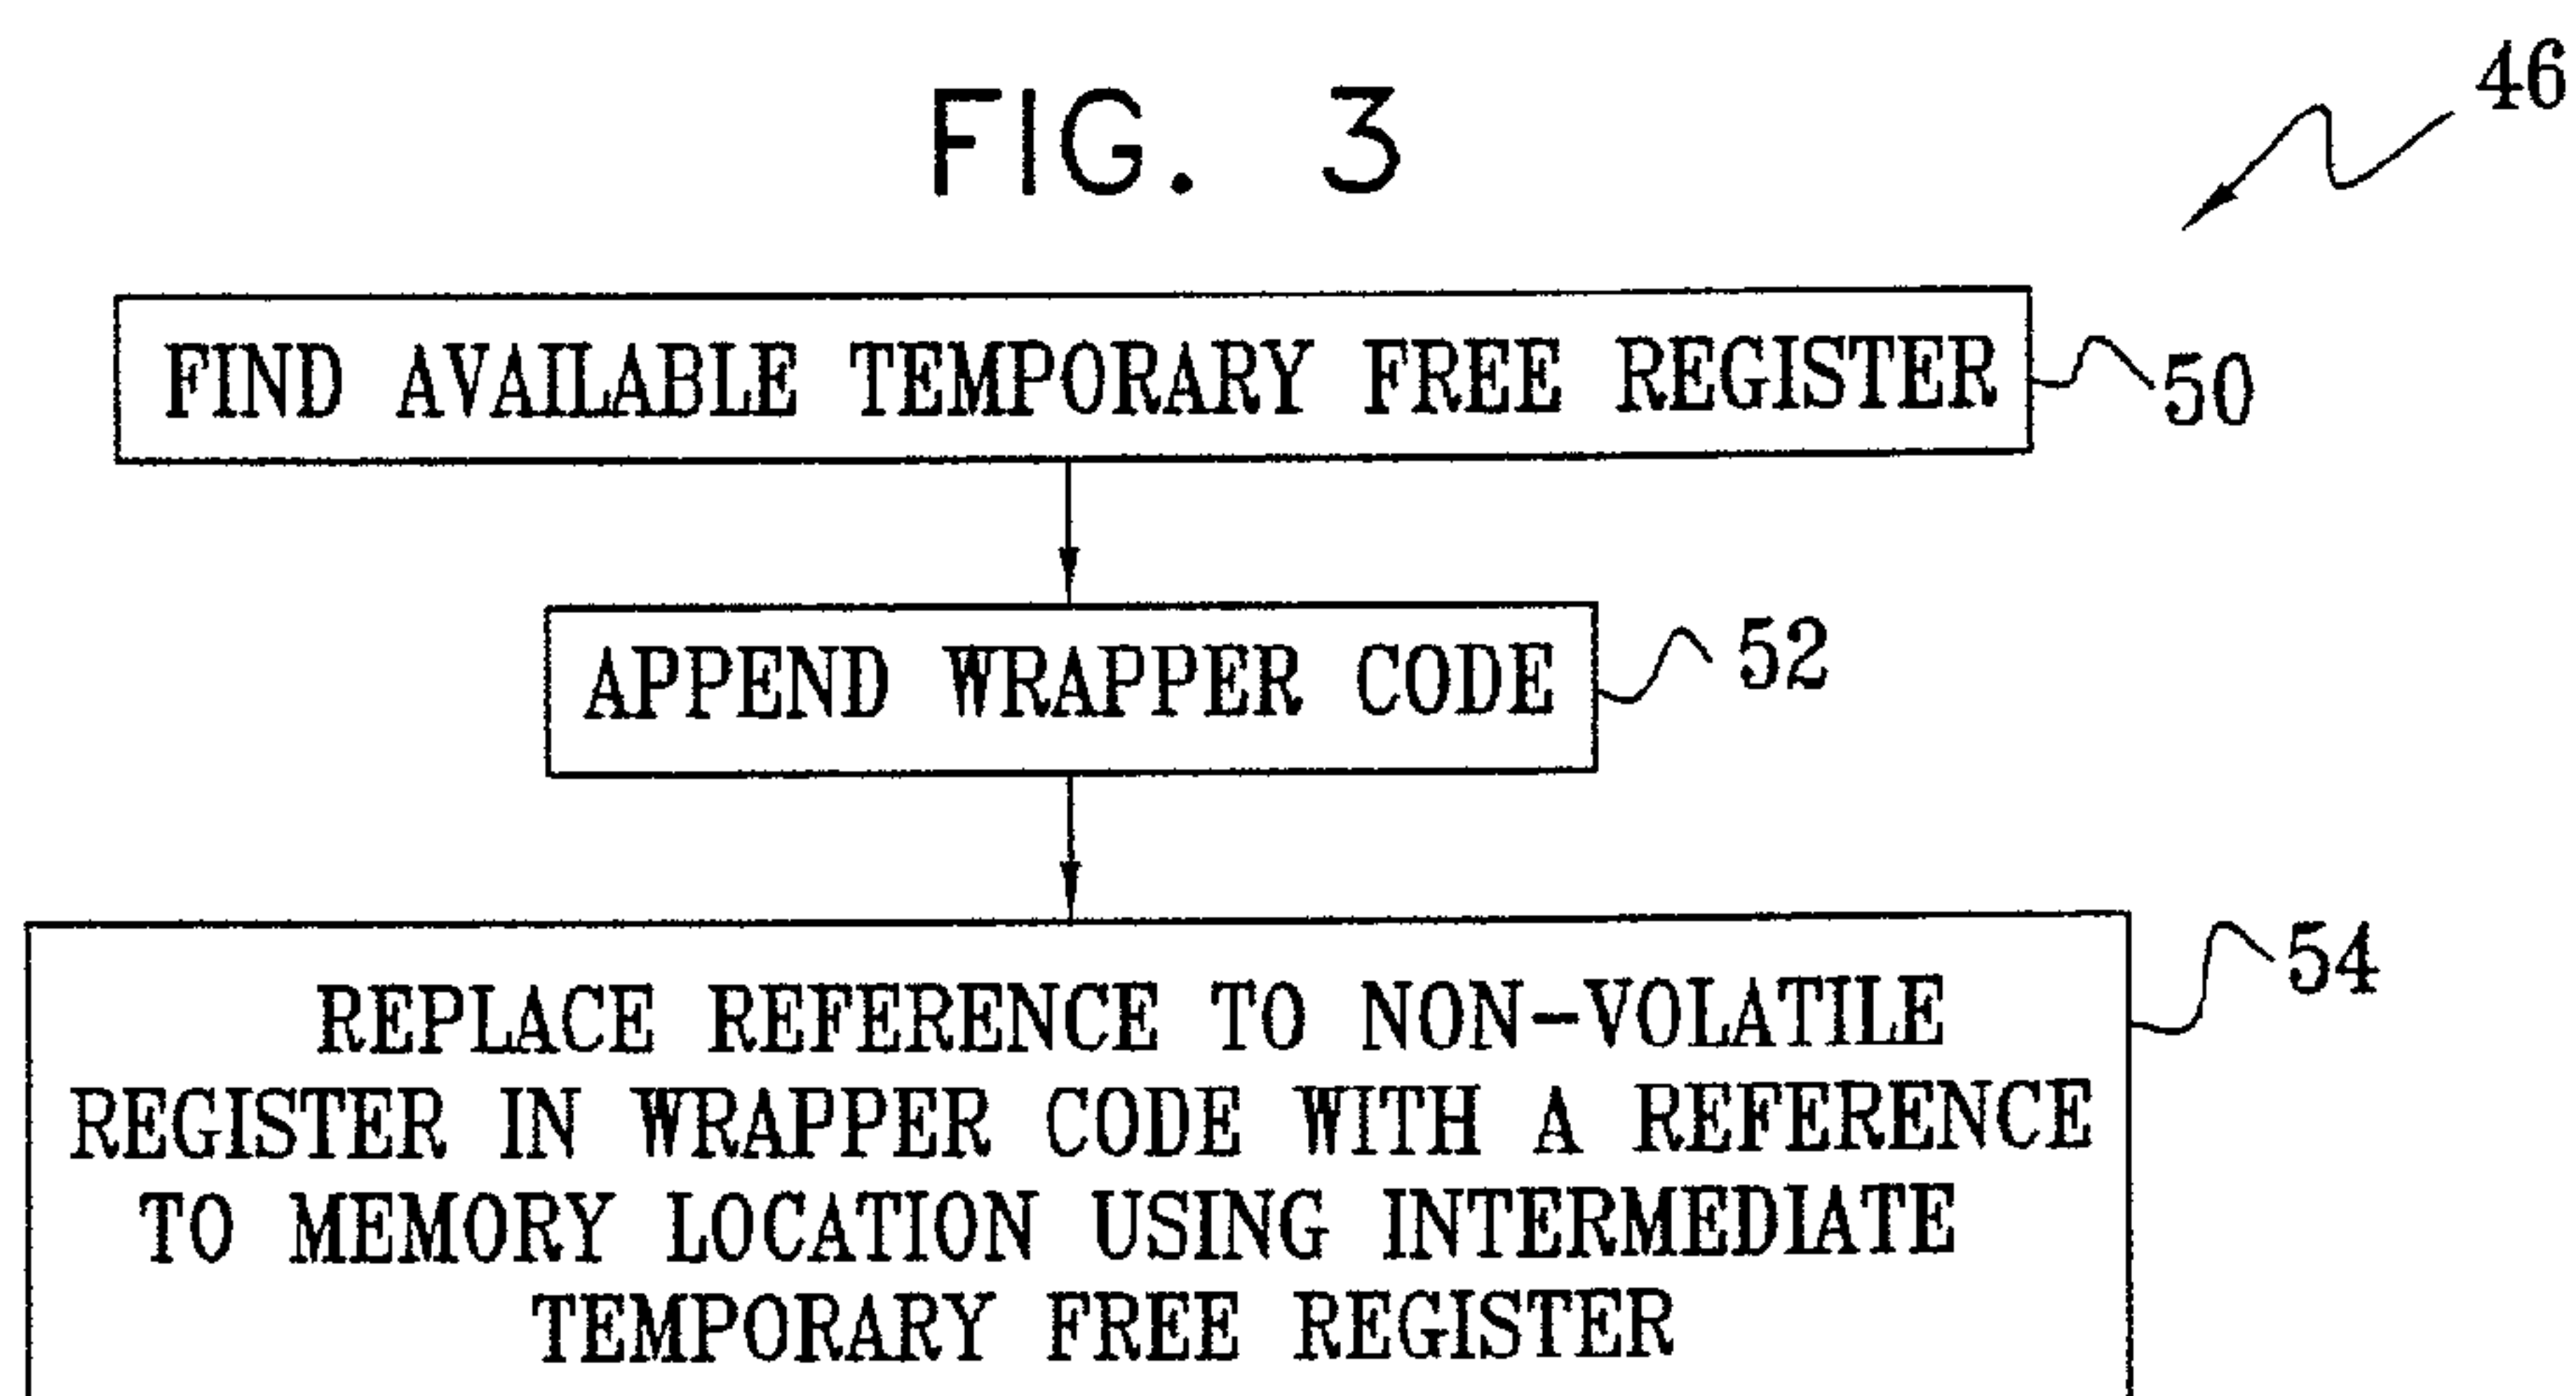 FIG. 3
46
FIND AVAILABLE TEMPORARY FREE REGISTER
50
APPEND WRAPPER CODE
52
REPLACE REFERENCE TO NON-VOLATILE
REGISTER IN WRAPPER CODE WITH A REFERENCE
TO MEMORY LOCATION USING INTERMEDIATE
TEMPORARY FREE REGISTER
54